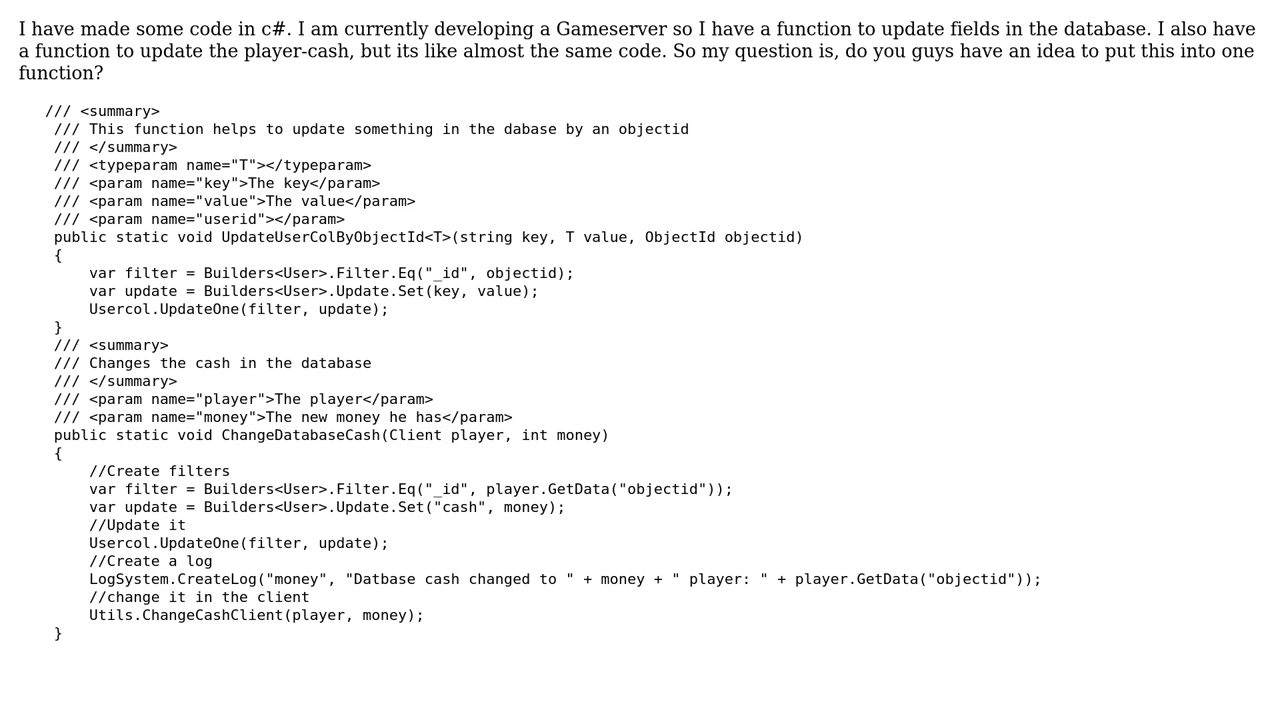 I have made some code in c#. I am currently developing a Gameserver so I have a function to update fields in the database. I also have
a function to update the player-cash, but its like almost the same code. So my question is, do you guys have an idea to put this into one
function?
/// <summary>
/// This function helps to update something in the dabase by an objectid
/// </summary>
/// <typeparam name="T"></typeparam>
/// <param name="key">The key</param>
/// <param name="value">The value</param>
/// <param name="userid"></param>
public static void UpdateUserColByObjectId<T>(string key, T value, ObjectId objectid)
{
var filter = Builders<User>.Filter.Eq("_id", objectid);
var update = Builders<User>.Update.Set(key, value);
Usercol.UpdateOne(filter, update);
}
/// <summary>
/// Changes the cash in the database
/// </summary>
/// <param name="player">The player</param>
/// <param name="money">The new money he has</param>
public static void ChangeDatabaseCash(Client player, int money)
{
//Create filters
var filter = Builders<User>.Filter.Eq("_id", player.GetData("objectid"));
var update = Builders<User>.Update.Set("cash", money);
//Update it
Usercol.UpdateOne(filter, update);
//Create a log
LogSystem.CreateLog("money", "Datbase cash changed to " + money + " player: " + player.GetData("objectid"));
//change it in the client
Utils.ChangeCashClient(player, money);
}